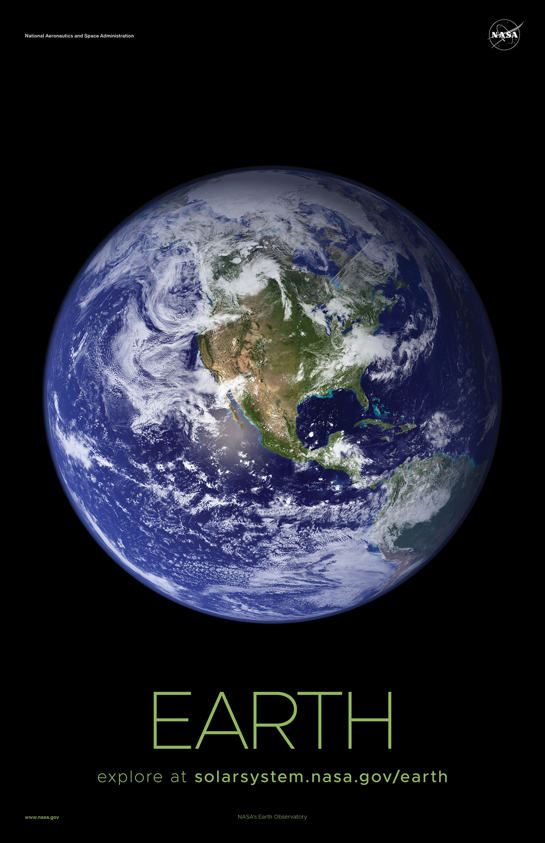 National Aeronautics and Space Administration
NASA
EARTH
explore at solarsystem.nasa.gov/earth
www.nasa.gov
NASA's Earth Observatory